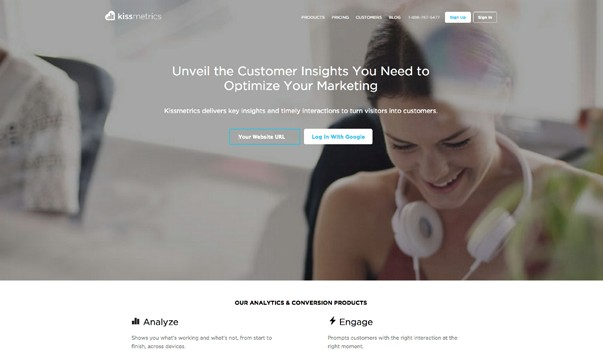 kissmetrics
PRODUCTS PRICING CUSTOMERS BLOG Sign Up Sign In
Unveil the Customer Insights You Need to
Optimize Your Marketing
Kissmetrics delivers key insights and timely interactions to turn visitors into customers.
Your Website URL Log In With Google
OUR ANALYTICS & CONVERSION PRODUCTS
Analyze Engage
Shows you what's working and what's not, from start to
finish, across devices.
Prompts customers with the right interaction at the
right moment.